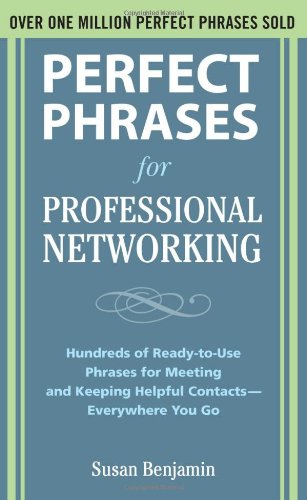 OVER ONE MILLION PERFECT PHRASES SOLD
PERFECT
PHRASES
for
PROFESSIONAL
NETWORKING
Hundreds of Ready-to-Use
Phrases for Meeting
and Keeping Helpful Contacts—
Everywhere You Go
Susan Benjamin